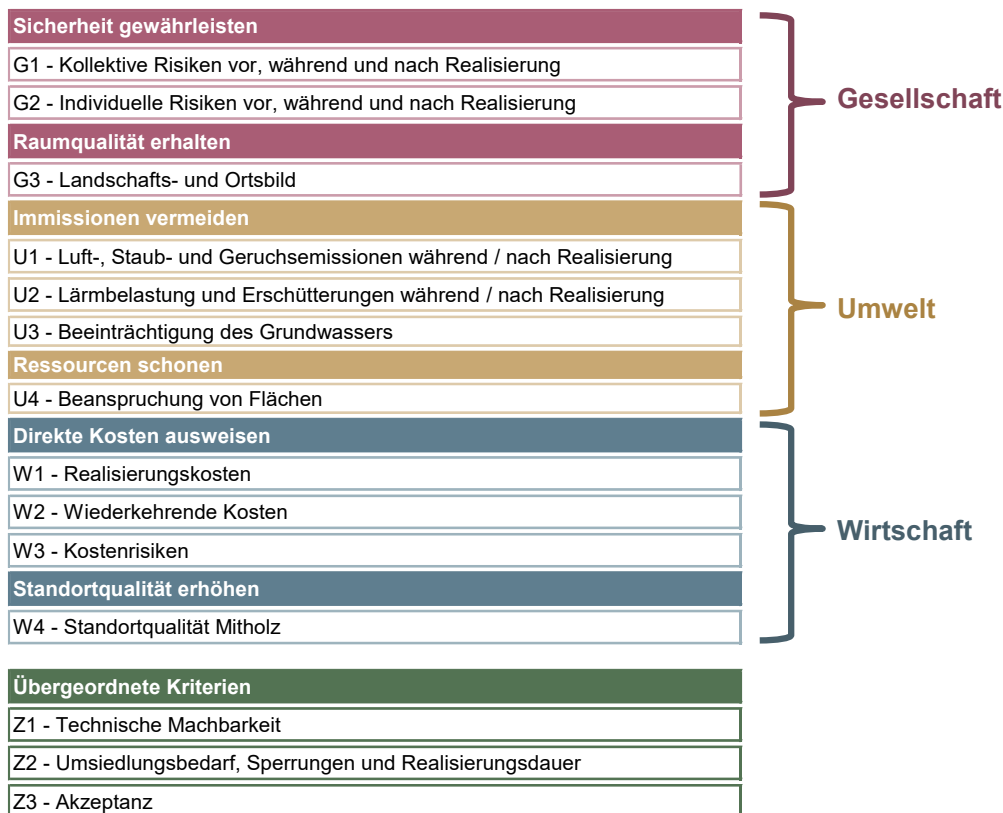 Sicherheit gewährleisten
G1 - Kollektive Risiken vor, während und nach Realisierung
G2 - Individuelle Risiken vor, während und nach Realisierung
Gesellschaft
Raumqualität erhalten
G3 - Landschafts- und Ortsbild
Immissionen vermeiden
U1 - Luft-, Staub- und Geruchsemissionen während / nach Realisierung
U2 - Lärmbelastung und Erschütterungen während / nach Realisierung
Umwelt
U3 - Beeinträchtigung des Grundwassers
Ressourcen schonen
U4 - Beanspruchung von Flächen
Direkte Kosten ausweisen
W1 - Realisierungskosten
W2 - Wiederkehrende Kosten
Wirtschaft
W3 - Kostenrisiken
Standortqualität erhöhen
W4 - Standortqualität Mitholz
Übergeordnete Kriterien
Z1 - Technische Machbarkeit
Z2 - Umsiedlungsbedarf, Sperrungen und Realisierungsdauer
Z3 - Akzeptanz